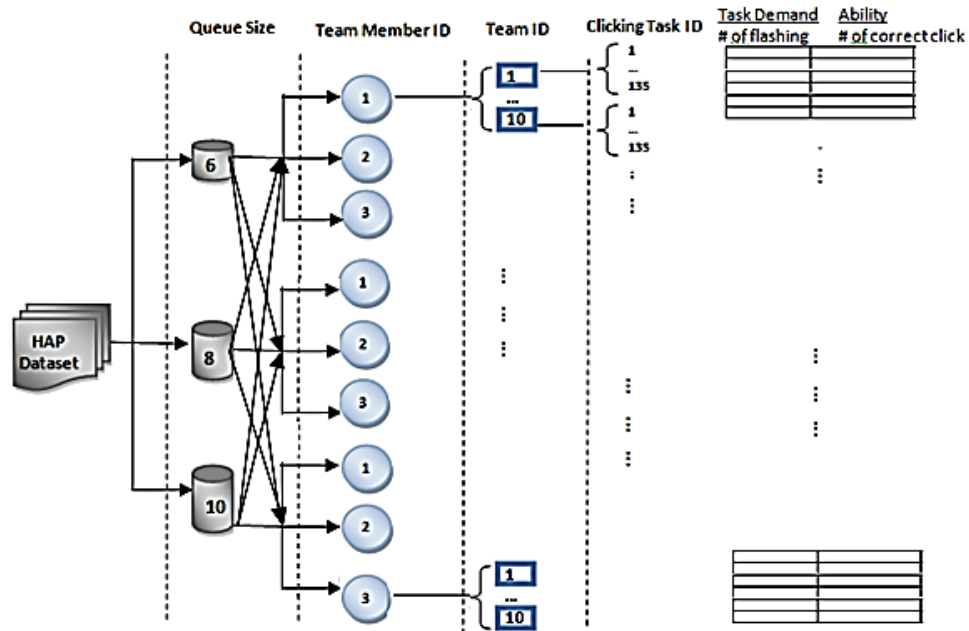 Queue Size
Team Member ID
Team ID
Clicking Task ID
Task Demand
# of flashing
Ability
# of correct click
HAP
Dataset
6
8
10
1
2
3
1
2
3
1
2
3
1
...
10
1
...
135
1
...
135
1
...
10